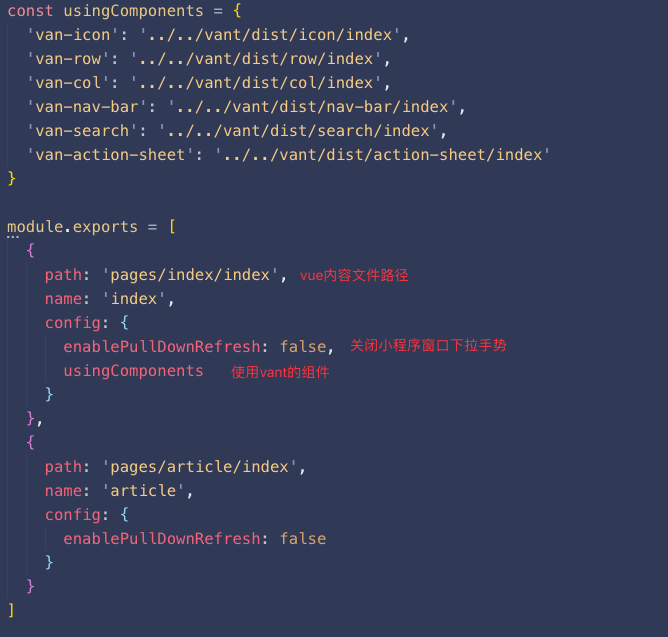 const usingComponents = {
  'van-icon': '../../vant/dist/icon/index',
  'van-row': '../../vant/dist/row/index',
  'van-col': '../../vant/dist/col/index',
  'van-nav-bar': '../../vant/dist/nav-bar/index',
  'van-search': '../../vant/dist/search/index',
  'van-action-sheet': '../../vant/dist/action-sheet/index'
}
module.exports = [
  {
    path: 'pages/index/index', vue内容文件路径
    name: 'index',
    config: {
      enablePullDownRefresh: false, 关闭小程序窗口下拉手势
      usingComponents 使用vant的组件
    }
  },
  {
    path: 'pages/article/index',
    name: 'article',
    config: {
      enablePullDownRefresh: false
    }
  }
]